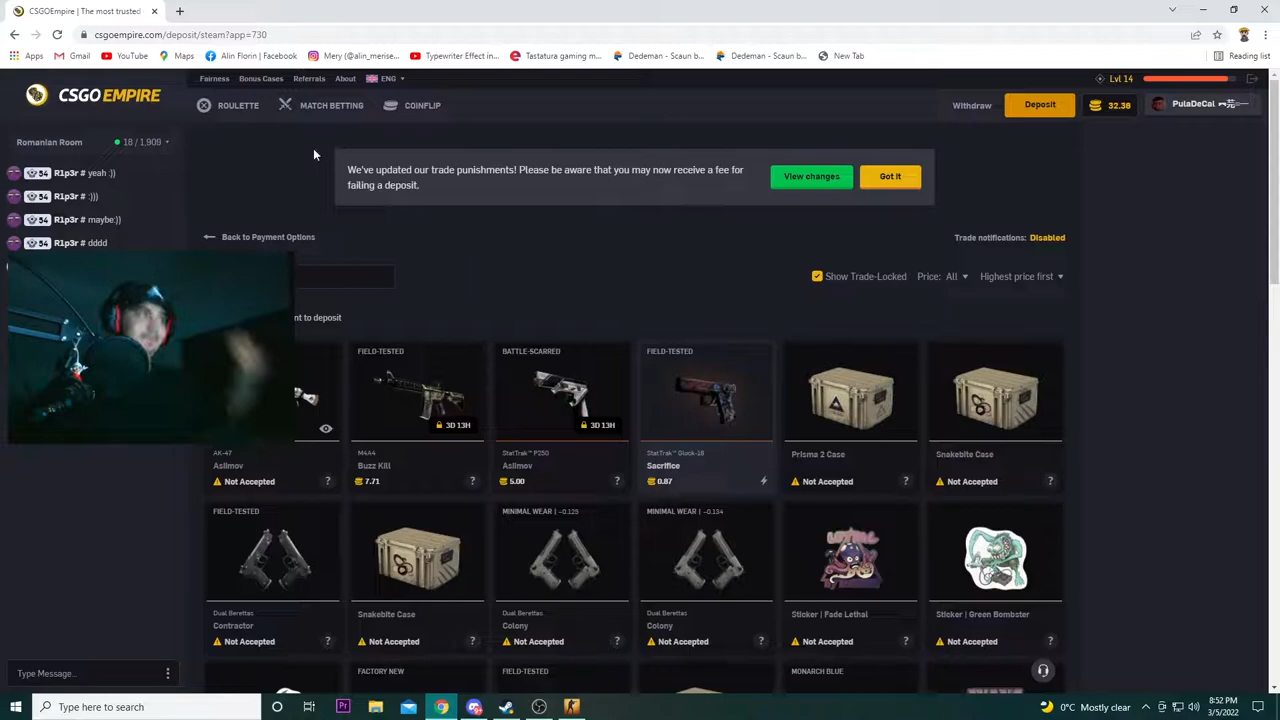 CSGOEmpire | The most trusted
csgoempire.com/deposit/steam?app=730
Apps
Gmail
YouTube
Maps
Alin Florin | Facebook
Mery (@alin_merise...
Typewriter Effect in...
Tastatura gaming m...
Dedeman - Scaun b...
Dedeman - Scaun b...
New Tab
Reading list
CSGOEMPIRE
Fairness
Bonus Cases
Referrals
About
ENG
Lvl 14
ROULETTE
MATCH BETTING
COINFLIP
Withdraw
Deposit
32.38
Romanian Room
18 / 1,909
54 R1p3r # yeah :))
54 R1p3r # :)))
54 R1p3r # maybe:))
54 R1p3r # dddd
We've updated our trade punishments! Please be aware that you may now receive a fee for
failing a deposit.
View changes
Got it
Back to Payment Options
Trade notifications: Disabled
Show Trade-Locked
Price: All
Highest price first
nt to deposit
AK-47
Asiimov
Not Accepted
?
FIELD-TESTED
3D 13H
M4A4
Buzz Kill
7.71
?
BATTLE-SCARRED
3D 13H
StatTrak™ P250
Asiimov
5.00
?
FIELD-TESTED
StatTrak™ Glock-18
Sacrifice
0.87
Prisma 2 Case
Not Accepted
?
Snakebite Case
Not Accepted
?
FIELD-TESTED
Dual Berettas
Contractor
Not Accepted
?
Snakebite Case
Not Accepted
?
MINIMAL WEAR | ~0.125
Dual Berettas
Colony
Not Accepted
?
MINIMAL WEAR | ~0.134
Dual Berettas
Colony
Not Accepted
?
Sticker | Fade Lethal
Not Accepted
?
Sticker | Green Bombster
Not Accepted
?
FACTORY NEW
FIELD-TESTED
MONARCH BLUE
Type Message...
Type here to search
0°C Mostly clear
8:52 PM
3/5/2022